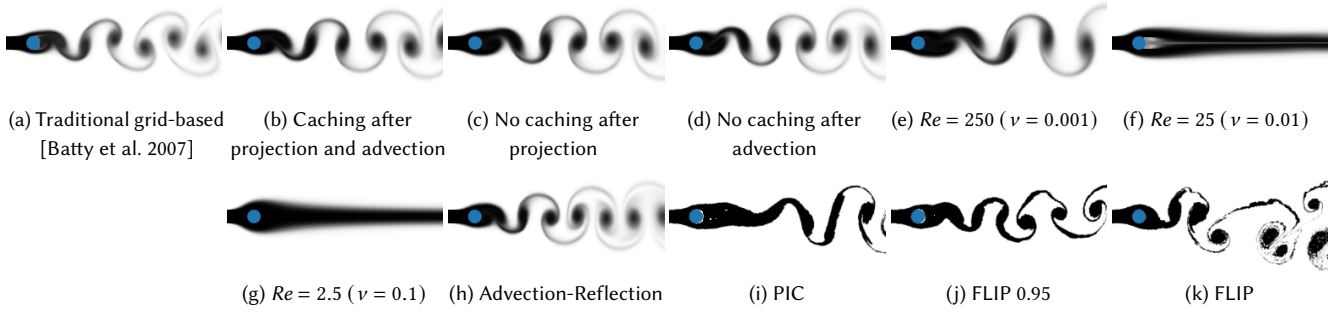 (a) Traditional grid-based
[Batty et al. 2007]
(b) Caching after
projection and advection
(c) No caching after
projection
(d) No caching after
advection
(e) Re = 250 (ν = 0.001)
(f) Re = 25 (ν = 0.01)
(g) Re = 2.5 (ν = 0.1)
(h) Advection-Reflection
(i) PIC
(j) FLIP 0.95
(k) FLIP